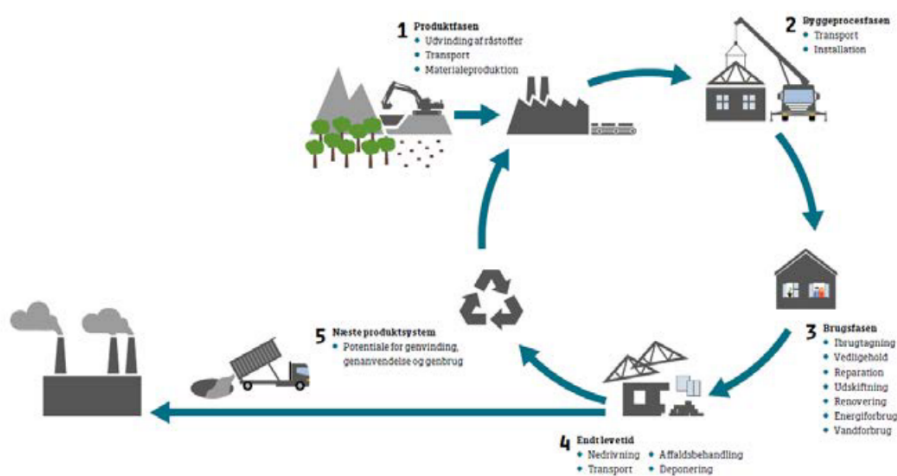 1 Produktfasen
• Udvinding af råstoffer
• Transport
• Materialeproduktion
2 Byggeprocesfasen
• Transport
• Installation
3 Brugsfasen
• Ibrugtagning
• Vedligehold
• Reparation
• Udskiftning
• Renovering
• Energiforbrug
• Vandforbrug
4 Endt levetid
• Nedrivning • Affaldsbehandling
• Transport • Deponering
5 Næste produktsystem
• Potentiale for genvinding,
genanvendelse og genbrug